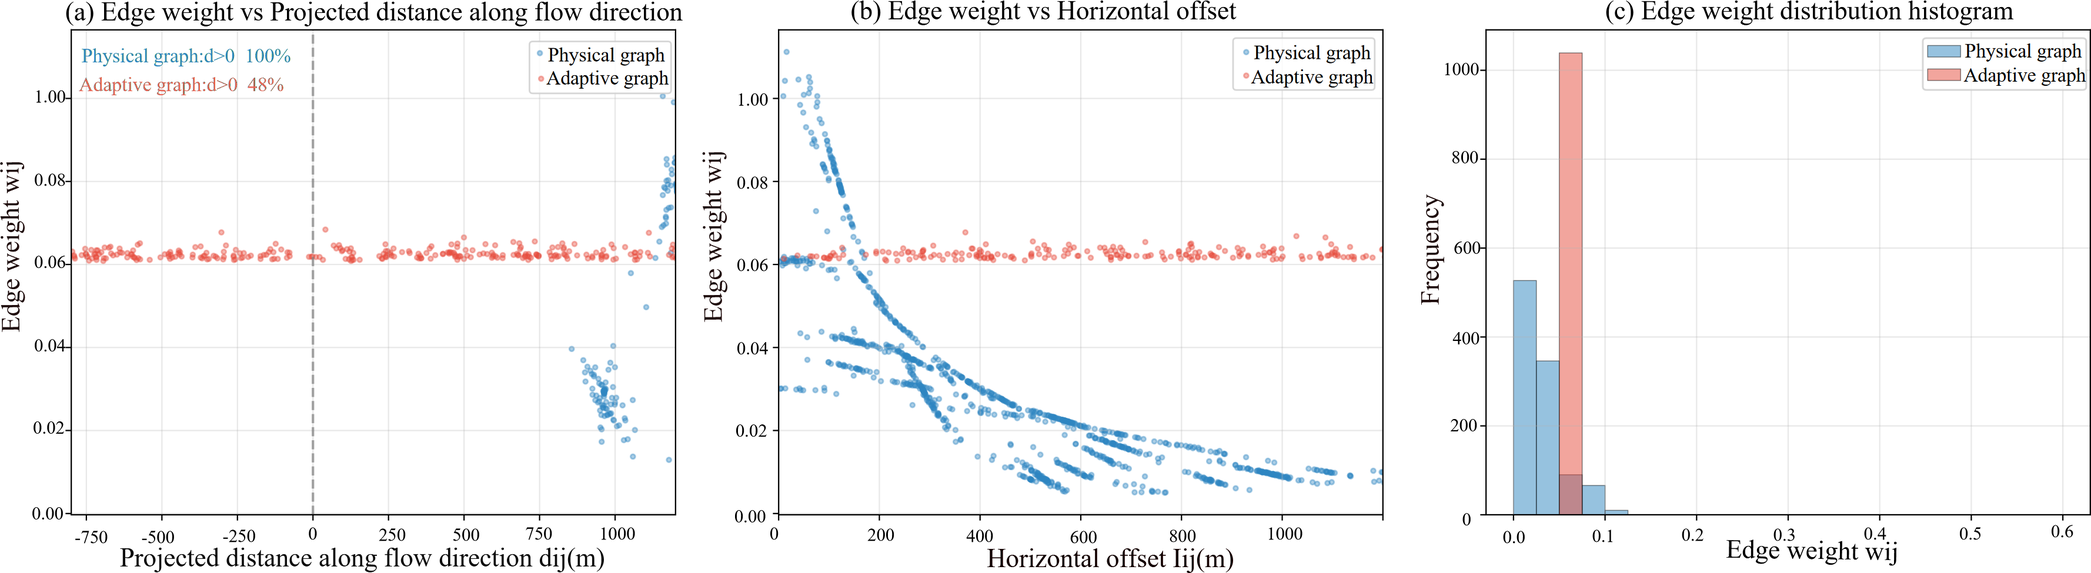 (a) Edge weight vs Projected distance along flow direction
Physical graph:d>0 100%
Adaptive graph:d>0 48%
Physical graph
Adaptive graph
Edge weight wij
1.00
0.08
0.06
0.04
0.02
0.00
-750 -500 -250 0 250 500 750 1000
Projected distance along flow direction dij(m)
(b) Edge weight vs Horizontal offset
Physical graph
Adaptive graph
Edge weight wij
1.00
0.08
0.06
0.04
0.02
0.00
0 200 400 600 800 1000
Horizontal offset Iij(m)
(c) Edge weight distribution histogram
Physical graph
Adaptive graph
Frequency
1000
800
600
400
200
0
0.0 0.1 0.2 0.3 0.4 0.5 0.6
Edge weight wij